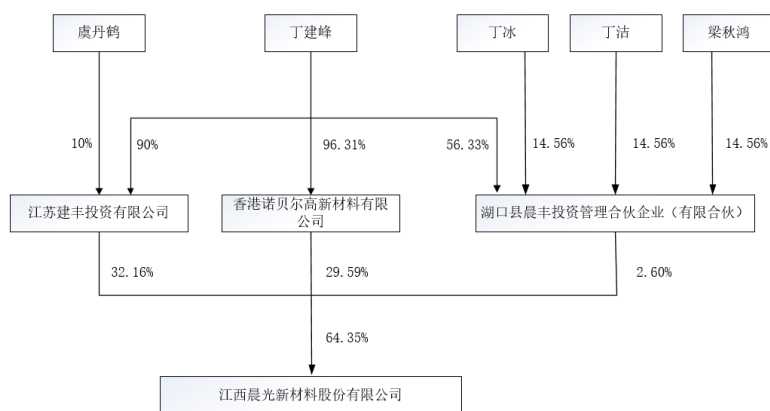 虞丹鹤
丁建峰
丁冰
丁洁
梁秋鸿
10%
90%
96.31%
56.33%
14.56%
14.56%
14.56%
江苏建丰投资有限公司
香港诺贝尔高新材料有限
公司
湖口县晨丰投资管理合伙企业（有限合伙）
32.16%
29.59%
2.60%
64.35%
江西晨光新材料股份有限公司